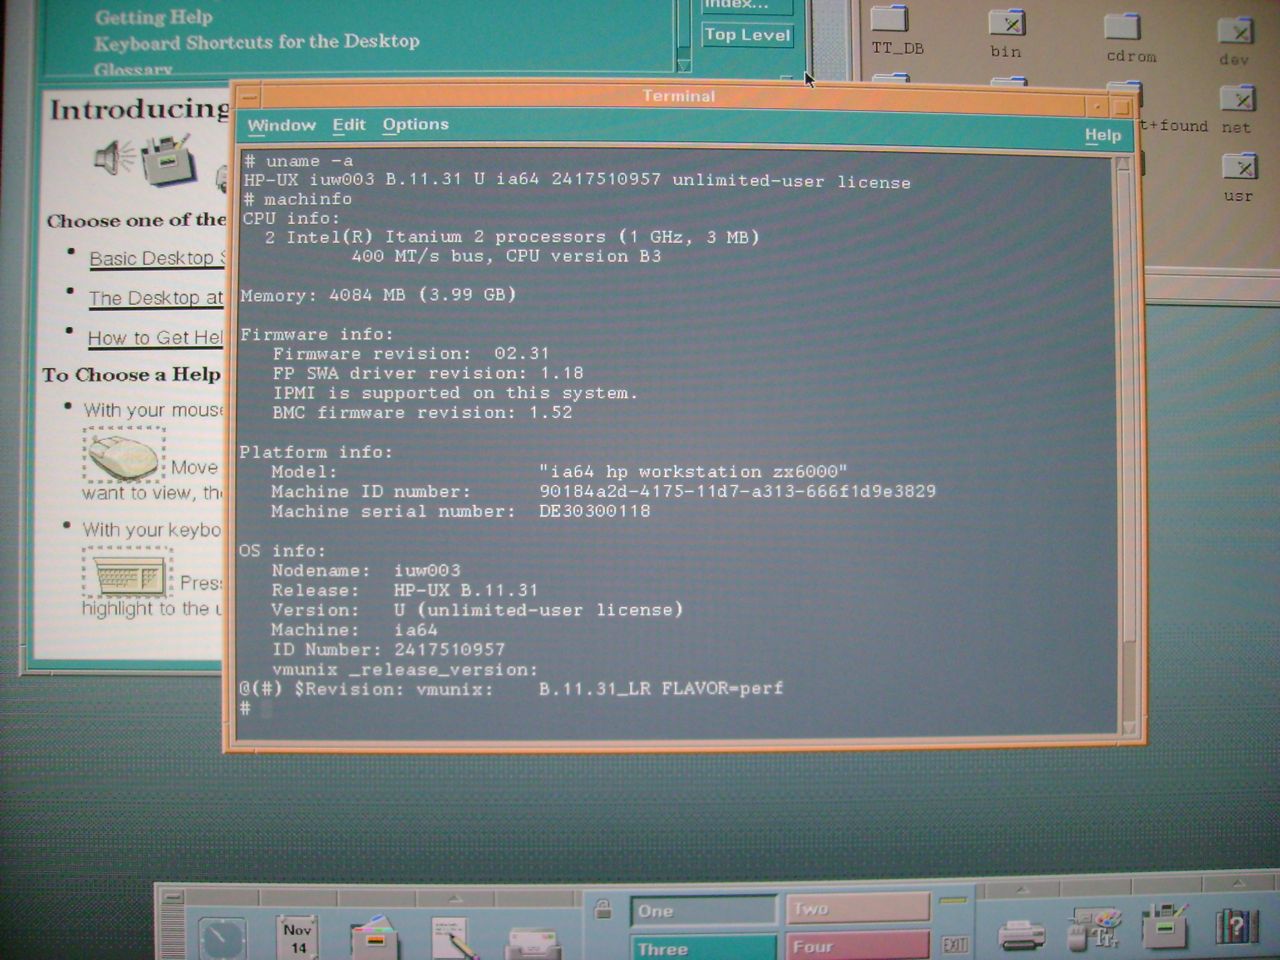 Getting Help
Keyboard Shortcuts for the Desktop
Glossary
Index...
Top Level
TT_DB
bin
cdrom
dev
t+found
net
usr
Introducing
Choose one of the
Basic Desktop
The Desktop at
How to Get Hel
To Choose a Help
With your mouse
Move
want to view, the
With your keybo
Press
highlight to the u
Terminal
Window Edit Options Help
# uname -a
HP-UX iuw003 B.11.31 U ia64 2417510957 unlimited-user license
# machinfo
CPU info:
2 Intel(R) Itanium 2 processors (1 GHz, 3 MB)
400 MT/s bus, CPU version B3
Memory: 4084 MB (3.99 GB)
Firmware info:
Firmware revision: 02.31
FP SWA driver revision: 1.18
IPMI is supported on this system.
BMC firmware revision: 1.52
Platform info:
Model: "ia64 hp workstation zx6000"
Machine ID number: 90184a2d-4175-11d7-a313-666f1d9e3829
Machine serial number: DE30300118
OS info:
Nodename: iuw003
Release: HP-UX B.11.31
Version: U (unlimited-user license)
Machine: ia64
ID Number: 2417510957
vmunix _release_version:
@(#) $Revision: vmunix: B.11.31_LR FLAVOR=perf
#
Nov
14
One
Two
Three
Four
EXIT